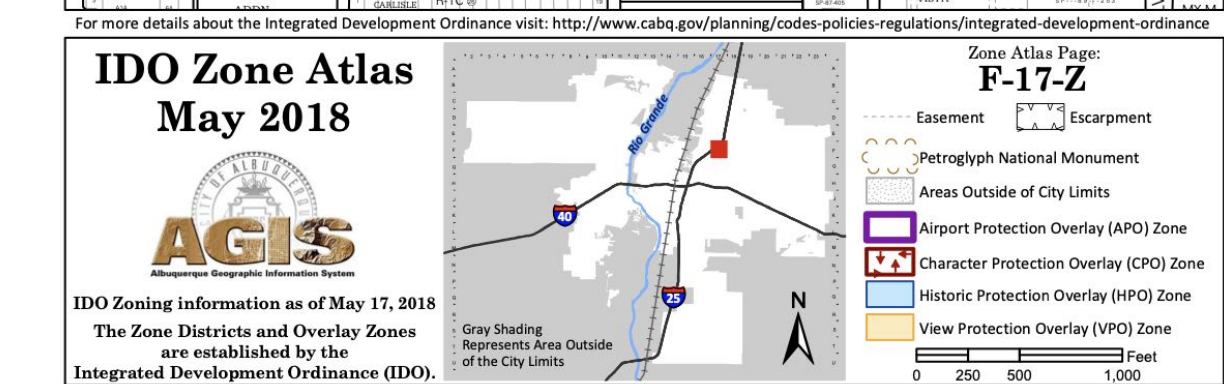 CARLISLE
For more details about the Integrated Development Ordinance visit: http://www.cabq.gov/planning/codes-policies-regulations/integrated-development-ordinance
IDO Zone Atlas
May 2018
CITY OF ALBUQUERQUE
AGIS
Albuquerque Geographic Information System
IDO Zoning information as of May 17, 2018
The Zone Districts and Overlay Zones
are established by the
Integrated Development Ordinance (IDO).
Rio Grande
40
25
N
Gray Shading
Represents Area Outside
of the City Limits
Zone Atlas Page:
F-17-Z
Easement
Escarpment
Petroglyph National Monument
Areas Outside of City Limits
Airport Protection Overlay (APO) Zone
Character Protection Overlay (CPO) Zone
Historic Protection Overlay (HPO) Zone
View Protection Overlay (VPO) Zone
Feet
0 250 500 1,000